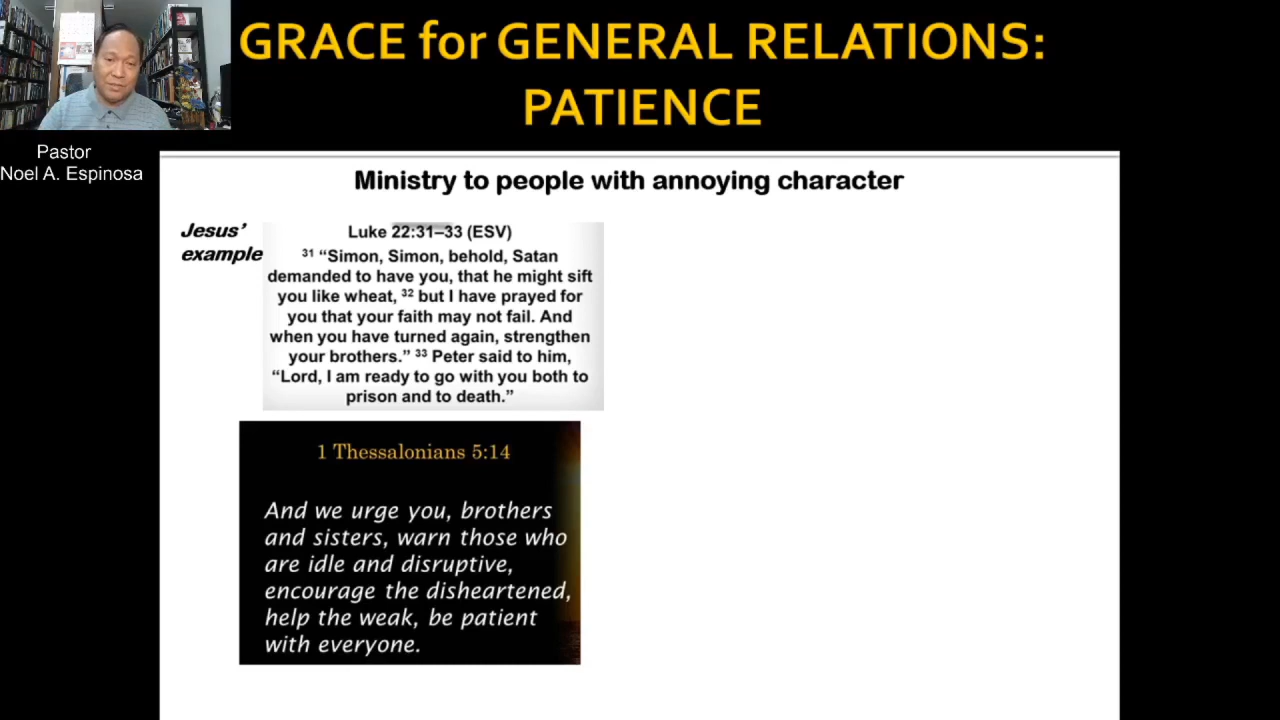 GRACE for GENERAL RELATIONS:
PATIENCE
Pastor
Noel A. Espinosa
Ministry to people with annoying character
Jesus’
example
Luke 22:31–33 (ESV)
31 “Simon, Simon, behold, Satan
demanded to have you, that he might sift
you like wheat, 32 but I have prayed for
you that your faith may not fail. And
when you have turned again, strengthen
your brothers.” 33 Peter said to him,
“Lord, I am ready to go with you both to
prison and to death.”
1 Thessalonians 5:14
And we urge you, brothers
and sisters, warn those who
are idle and disruptive,
encourage the disheartened,
help the weak, be patient
with everyone.